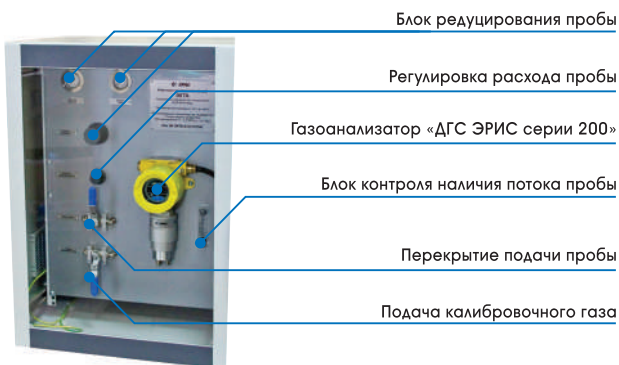 Блок редуцирования пробы
Регулировка расхода пробы
Газоанализатор «ДГС ЭРИС серии 200»
Блок контроля наличия потока пробы
Перекрытие подачи пробы
Подача калибровочного газа